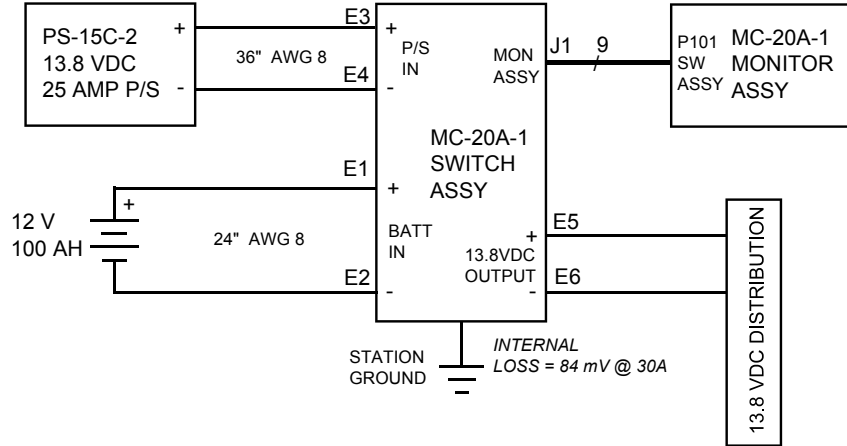 PS-15C-2
13.8 VDC
25 AMP P/S
+
-
E3
36" AWG 8
E4
+
P/S
IN
-
MON
ASSY
J1
9
P101
SW
ASSY
MC-20A-1
MONITOR
ASSY
MC-20A-1
SWITCH
ASSY
E1
+
12 V
100 AH
+
24" AWG 8
BATT
IN
E2
-
+
13.8VDC
OUTPUT
-
E5
E6
13.8 VDC DISTRIBUTION
STATION
GROUND
INTERNAL
LOSS = 84 mV @ 30A